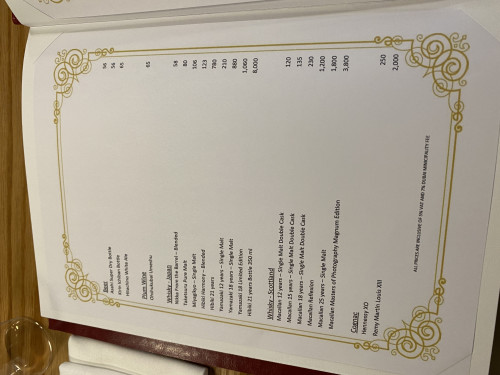 Beer
Asahi Super Dry Bottle 56
Kirin Ichiban Bottle 56
Hitachino White Ale 65
Plum Wine
Umeshu 65
Whisky - Japan
Nikka From the Barrel – Blended 58
Taketsuru Pure Malt 80
Miyagikyo – Single Malt 106
Hibiki Harmony – Blended 123
Hibiki 21 years 780
Yamazaki 12 years – Single Malt 210
Yamazaki 18 years – Single Malt 880
Yamazaki 18 Limited Edition 1,060
Hibiki 21 years Bottle ml 8,000
Whisky - Scotland
Macallan 12 years – Single Malt Double Cask 120
Macallan 15 years – Single Malt Double Cask 135
Macallan 18 years – Single Malt Double Cask 230
Macallan Reflexion 1,200
Macallan 25 years – Single Malt 1,800
Macallan Masters of Photography Magnum Edition 3,800
Cognac
Hennessy XO 250
Remy Martin Louis XIII 2,000
ALL PRICES ARE INCLUSIVE OF 5% VAT AND 7% DUBAI MUNICIPALITY FEE